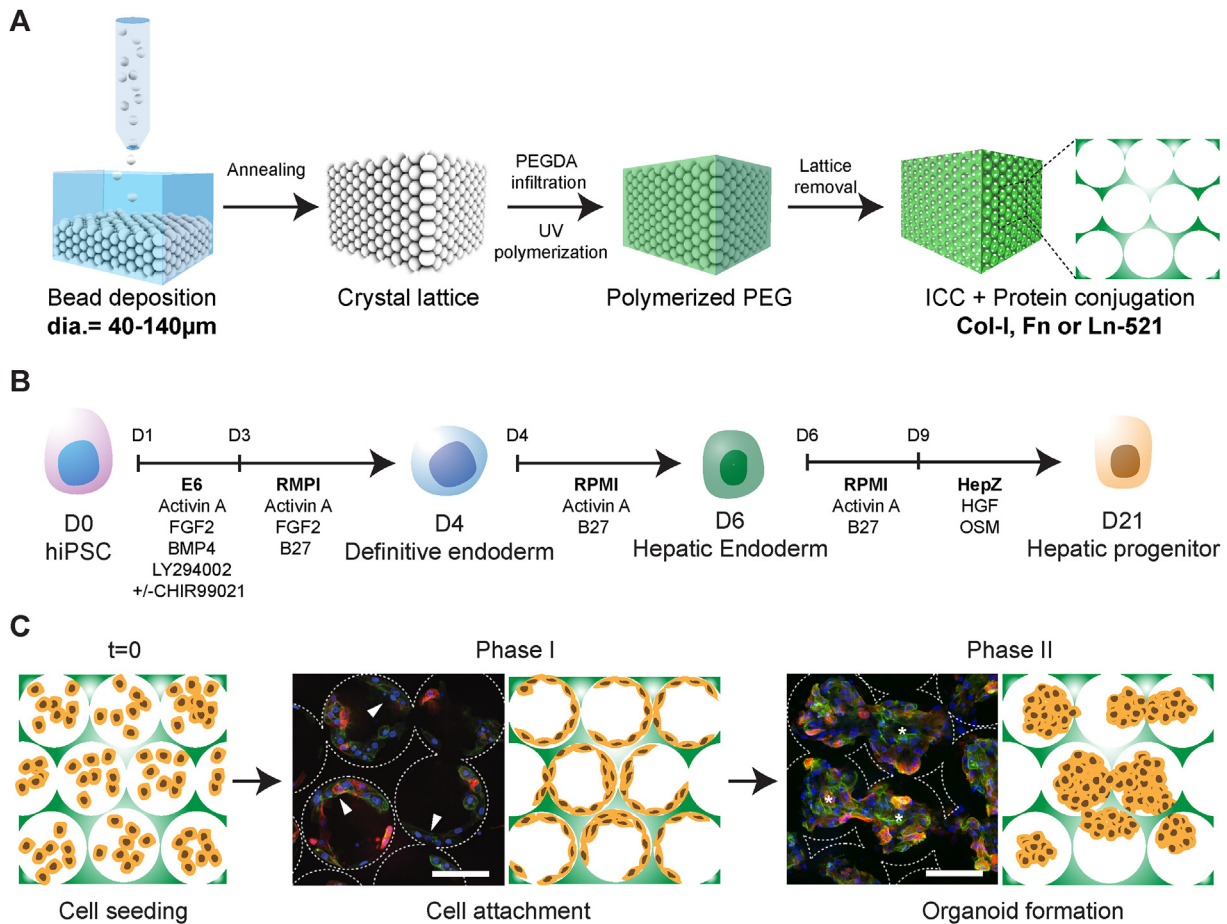 A
Annealing
PEGDA
infiltration
UV
polymerization
Lattice
removal
Bead deposition
dia.= 40-140µm
Crystal lattice
Polymerized PEG
ICC + Protein conjugation
Col-I, Fn or Ln-521
B
D1
D3
D4
D6
D9
D0
hiPSC
E6
Activin A
FGF2
BMP4
LY294002
+/-CHIR99021
RMPI
Activin A
FGF2
B27
D4
Definitive endoderm
RPMI
Activin A
B27
D6
Hepatic Endoderm
RPMI
Activin A
B27
HepZ
HGF
OSM
D21
Hepatic progenitor
C
t=0
Phase I
Phase II
*
*
*
Cell seeding
Cell attachment
Organoid formation